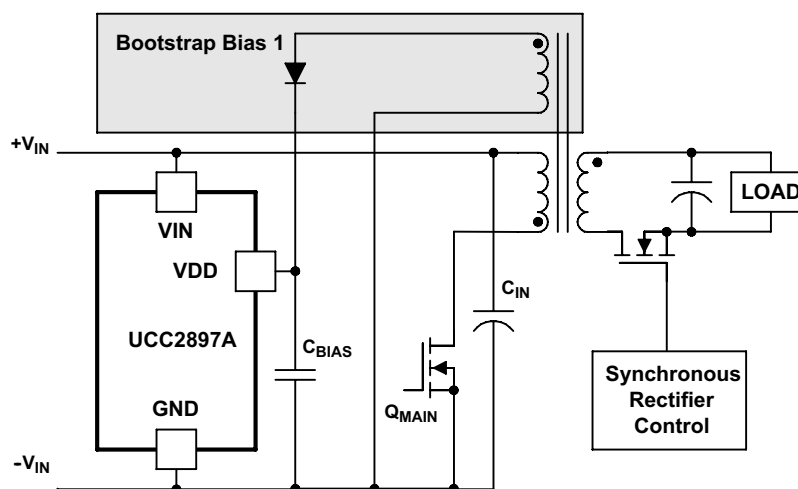 Bootstrap Bias 1
+VIN
VIN
VDD
UCC2897A
GND
CBIAS
CIN
QMAIN
LOAD
Synchronous
Rectifier
Control
-VIN